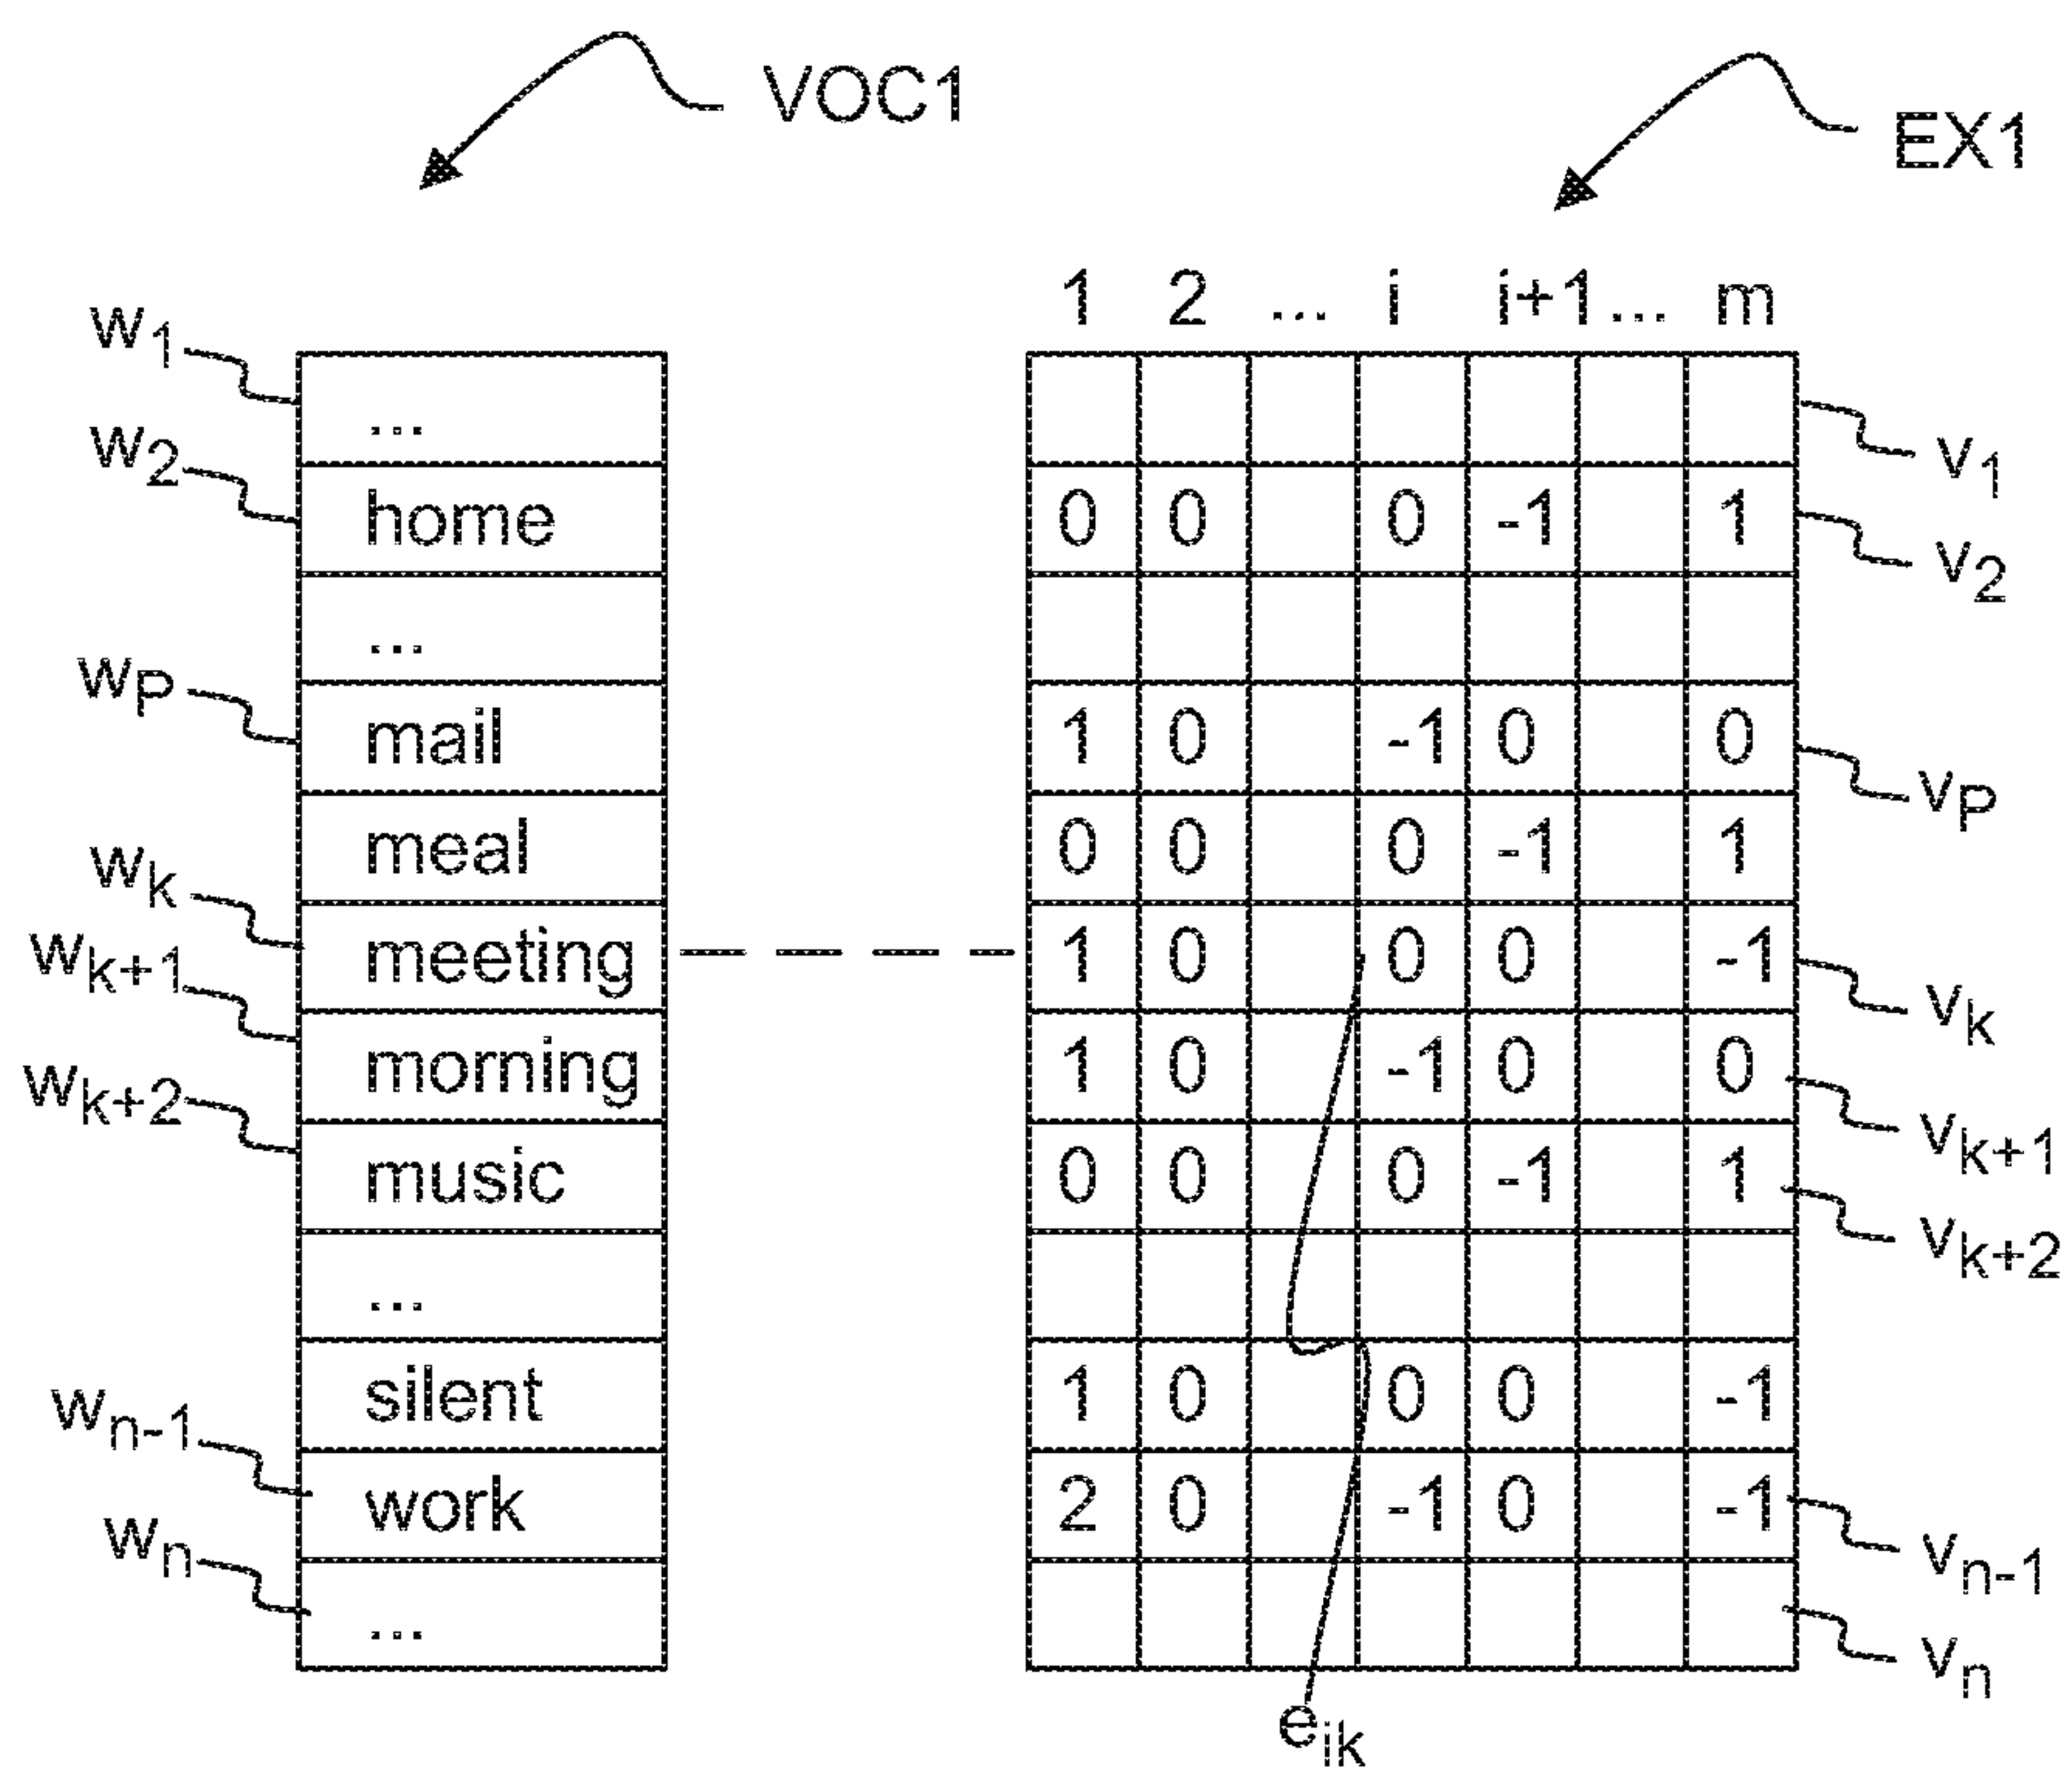 VOC1
EX1
1 2 ... i i+1 ... m
w1 ... v1
w2 home 0 0 0 -1 1 v2
...
wP mail 1 0 -1 0 0 vP
meal 0 0 0 -1 1
wk meeting 1 0 0 0 -1 vk
wk+1 morning 1 0 -1 0 0 vk+1
wk+2 music 0 0 0 -1 1 vk+2
...
silent 1 0 0 0 -1
wn-1 work 2 0 -1 0 -1 vn-1
wn ... vn
eik